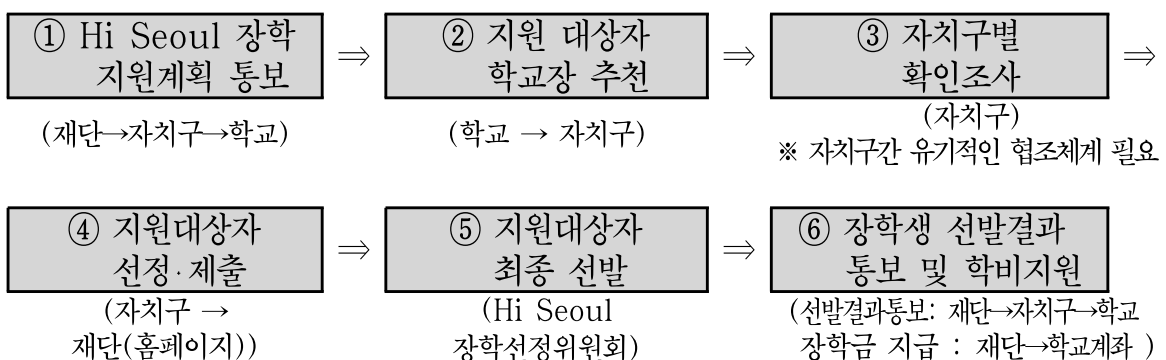 ① Hi Seoul 장학
지원계획 통보
⇒
② 지원 대상자
학교장 추천
⇒
③ 자치구별
확인조사
⇒
(재단→자치구→학교)
(학교 → 자치구)
(자치구)
※ 자치구간 유기적인 협조체계 필요
④ 지원대상자
선정·제출
⇒
⑤ 지원대상자
최종 선발
⇒
⑥ 장학생 선발결과
통보 및 학비지원
(자치구 →
재단(홈페이지))
(Hi Seoul
장학선정위원회)
(선발결과통보: 재단→자치구→학교
장학금 지급 : 재단→학교계좌 )